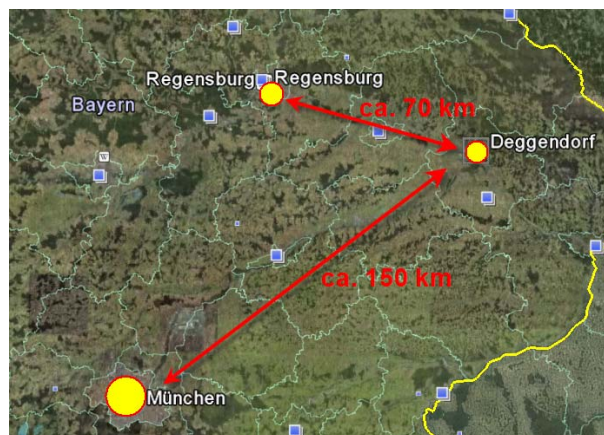 Regensburg Regensburg
Bayern
ca. 70 km
Deggendorf
W
ca. 150 km
München